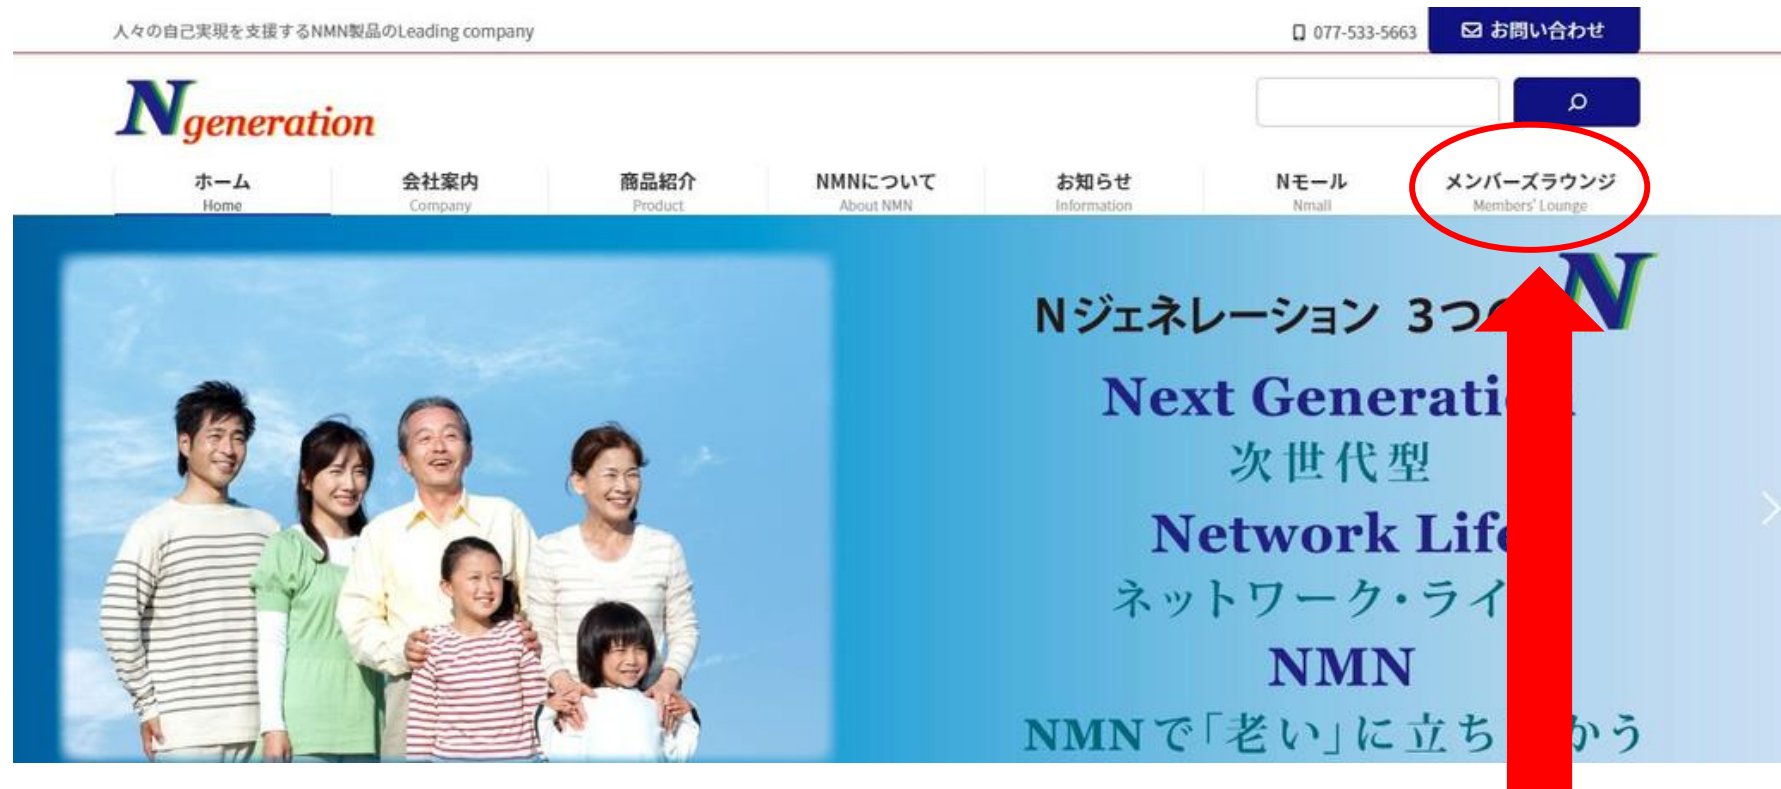 人々の自己実現を支援するNMN製品のLeading company
077-533-5663
お問い合わせ
Ngeneration
ホーム
Home
会社案内
Company
商品紹介
Product
NMNについて
About NMN
お知らせ
Information
Nモール
Nmall
メンバーズラウンジ
Members' Lounge
Nジェネレーション 3つの N
Next Generation
次世代型
Network Life
ネットワーク・ライ
NMN
NMNで「老い」に立ち かう